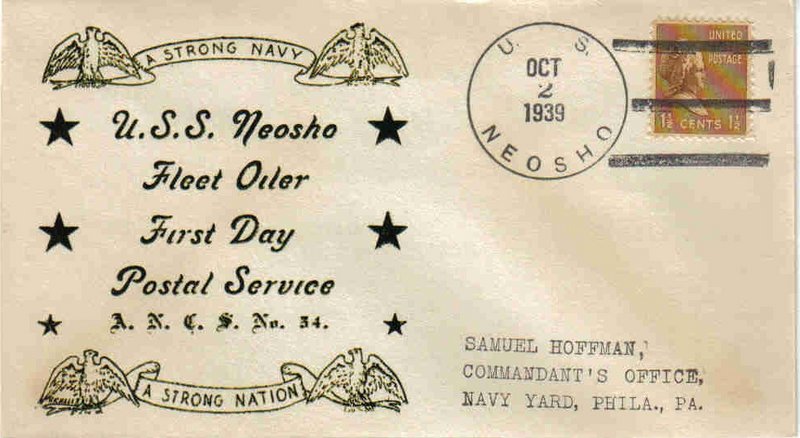 A STRONG NAVY
U.S.S. Neosho
Fleet Oiler
First Day
Postal Service
A. N. C. S. No. 34.
A STRONG NATION
U. S.
OCT
2
1939
NEOSHO
UNITED
POSTAGE
1½ CENTS 1½
SAMUEL HOFFMAN,
COMMANDANT'S OFFICE,
NAVY YARD, PHILA., PA.